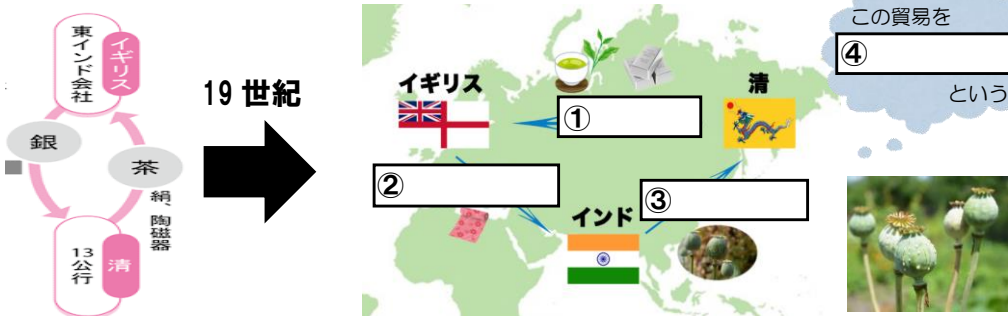 イギリス
東インド会社
銀
茶
絹、陶磁器
清
13公行
19世紀
イギリス
清
①
②
③
インド
この貿易を
④
という